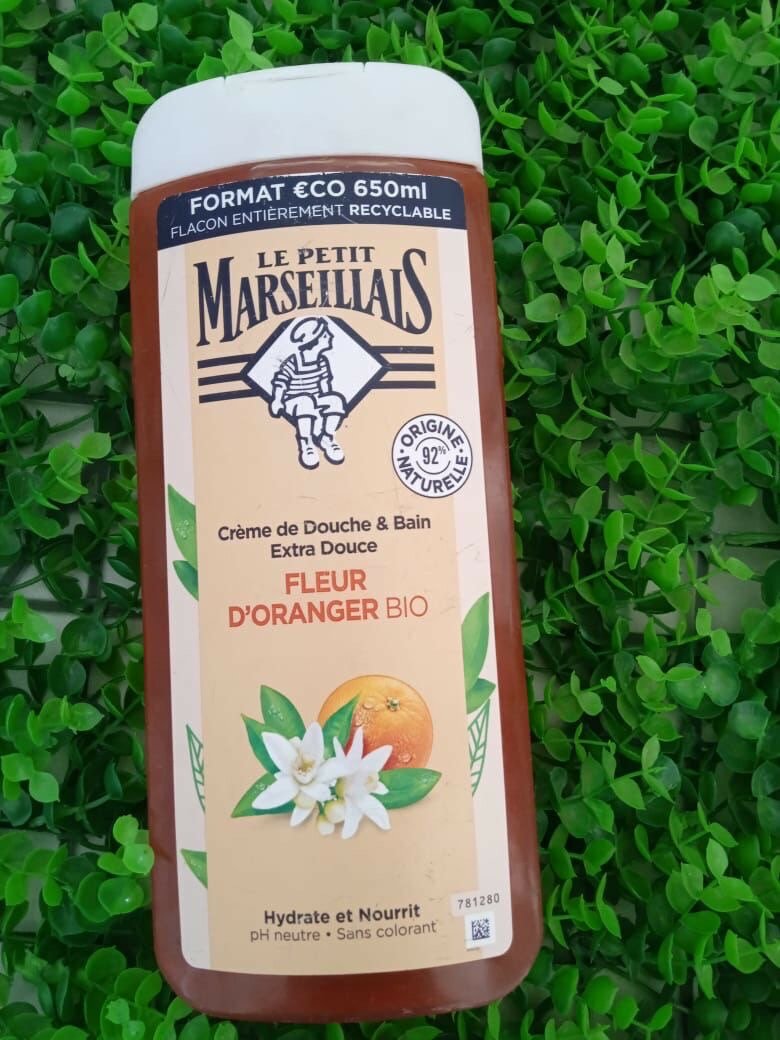 FORMAT €CO 650ml
FLACON ENTIÈREMENT RECYCLABLE
LE PETIT
MARSEILLAIS
ORIGINE
92%
NATURELLE
Crème de Douche & Bain
Extra Douce
FLEUR
D'ORANGER BIO
781280
Hydrate et Nourrit
pH neutre • Sans colorant